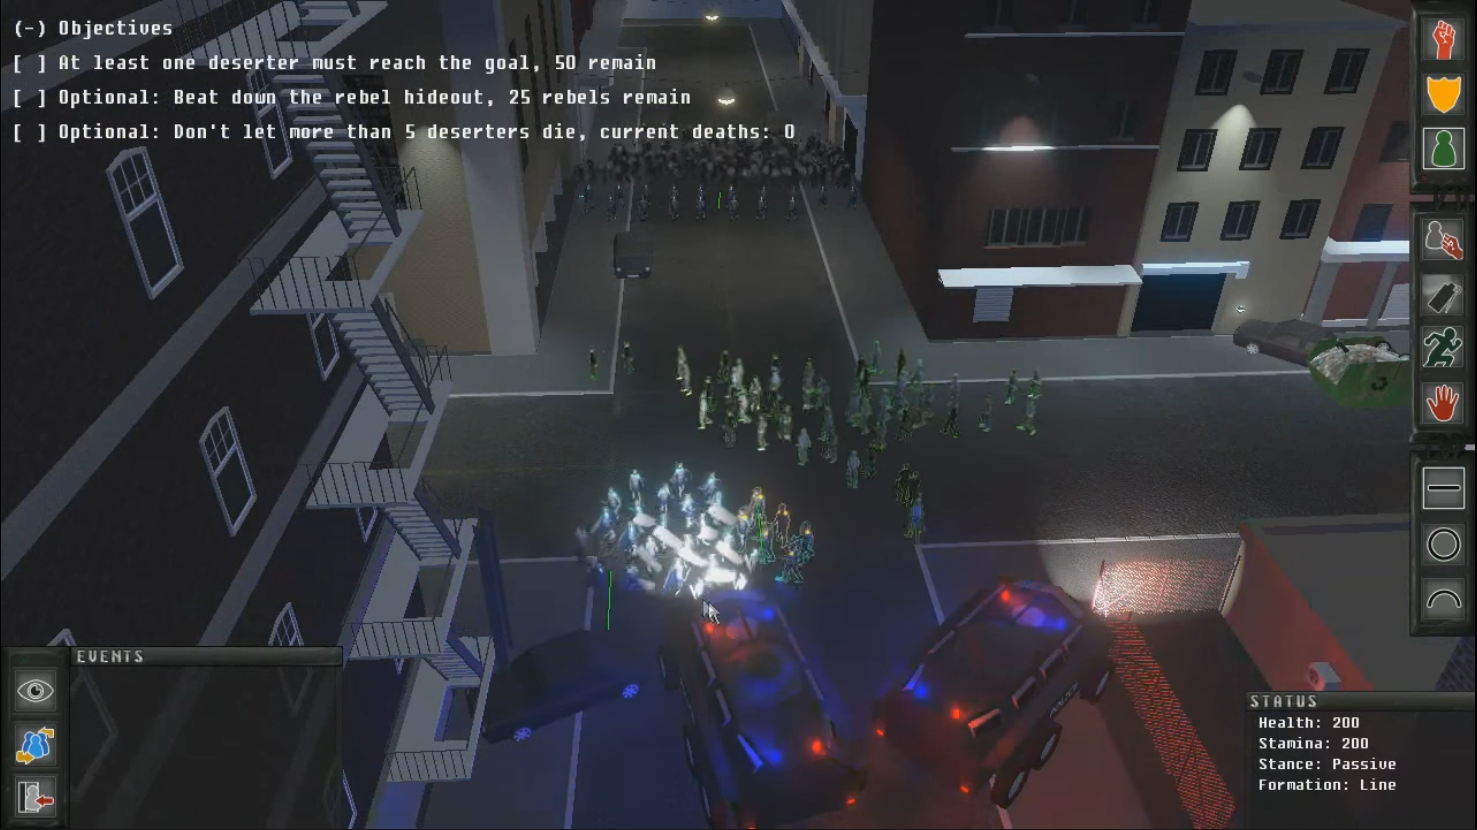 (-) Objectives
[ ] At least one deserter must reach the goal, 50 remain
[ ] Optional: Beat down the rebel hideout, 25 rebels remain
[ ] Optional: Don't let more than 5 deserters die, current deaths: 0
EVENTS
POLICE
STATUS
Health: 200
Stamina: 200
Stance: Passive
Formation: Line